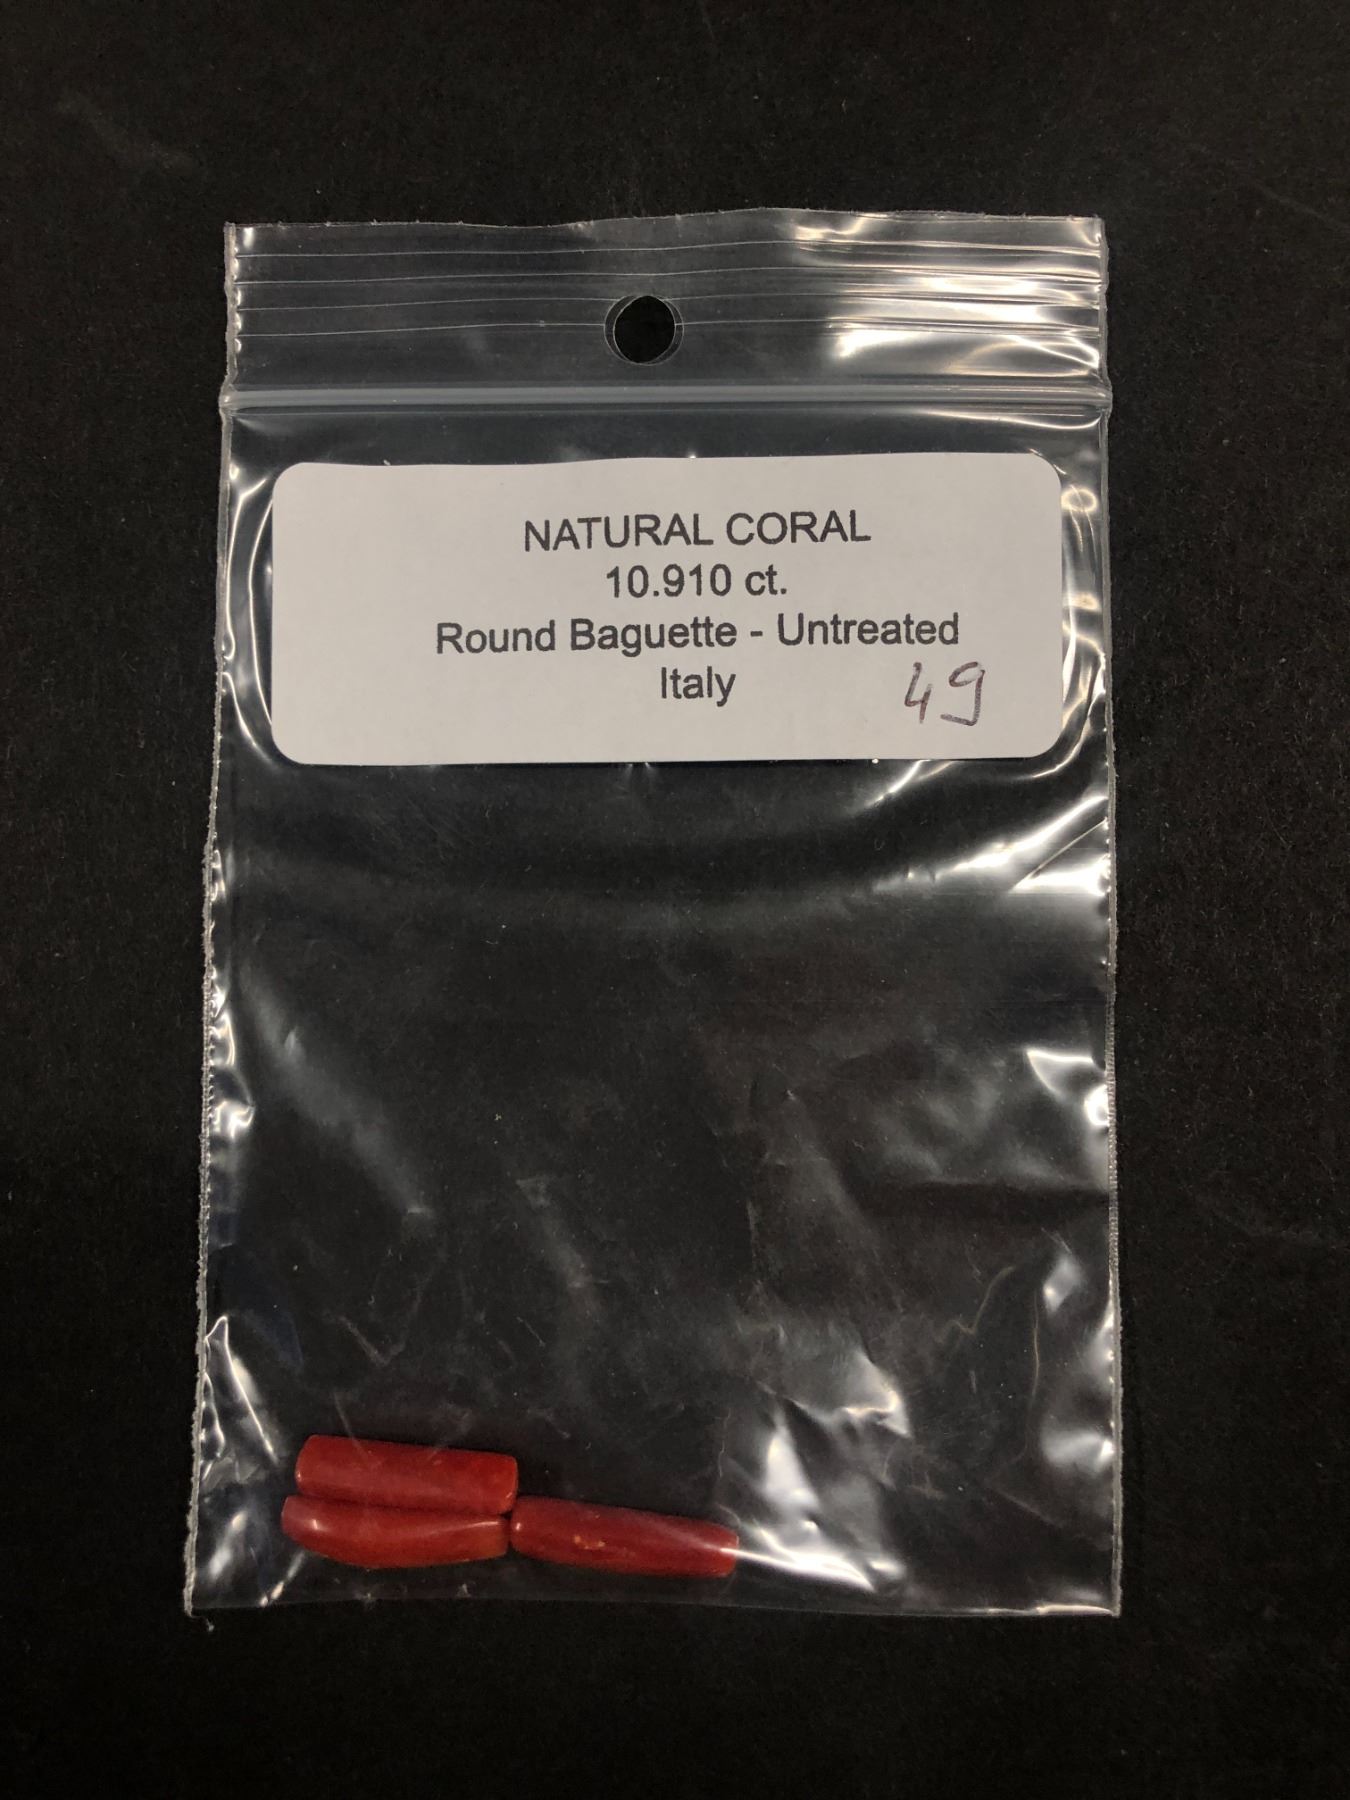 NATURAL CORAL
10.910 ct.
Round Baguette - Untreated
Italy
49